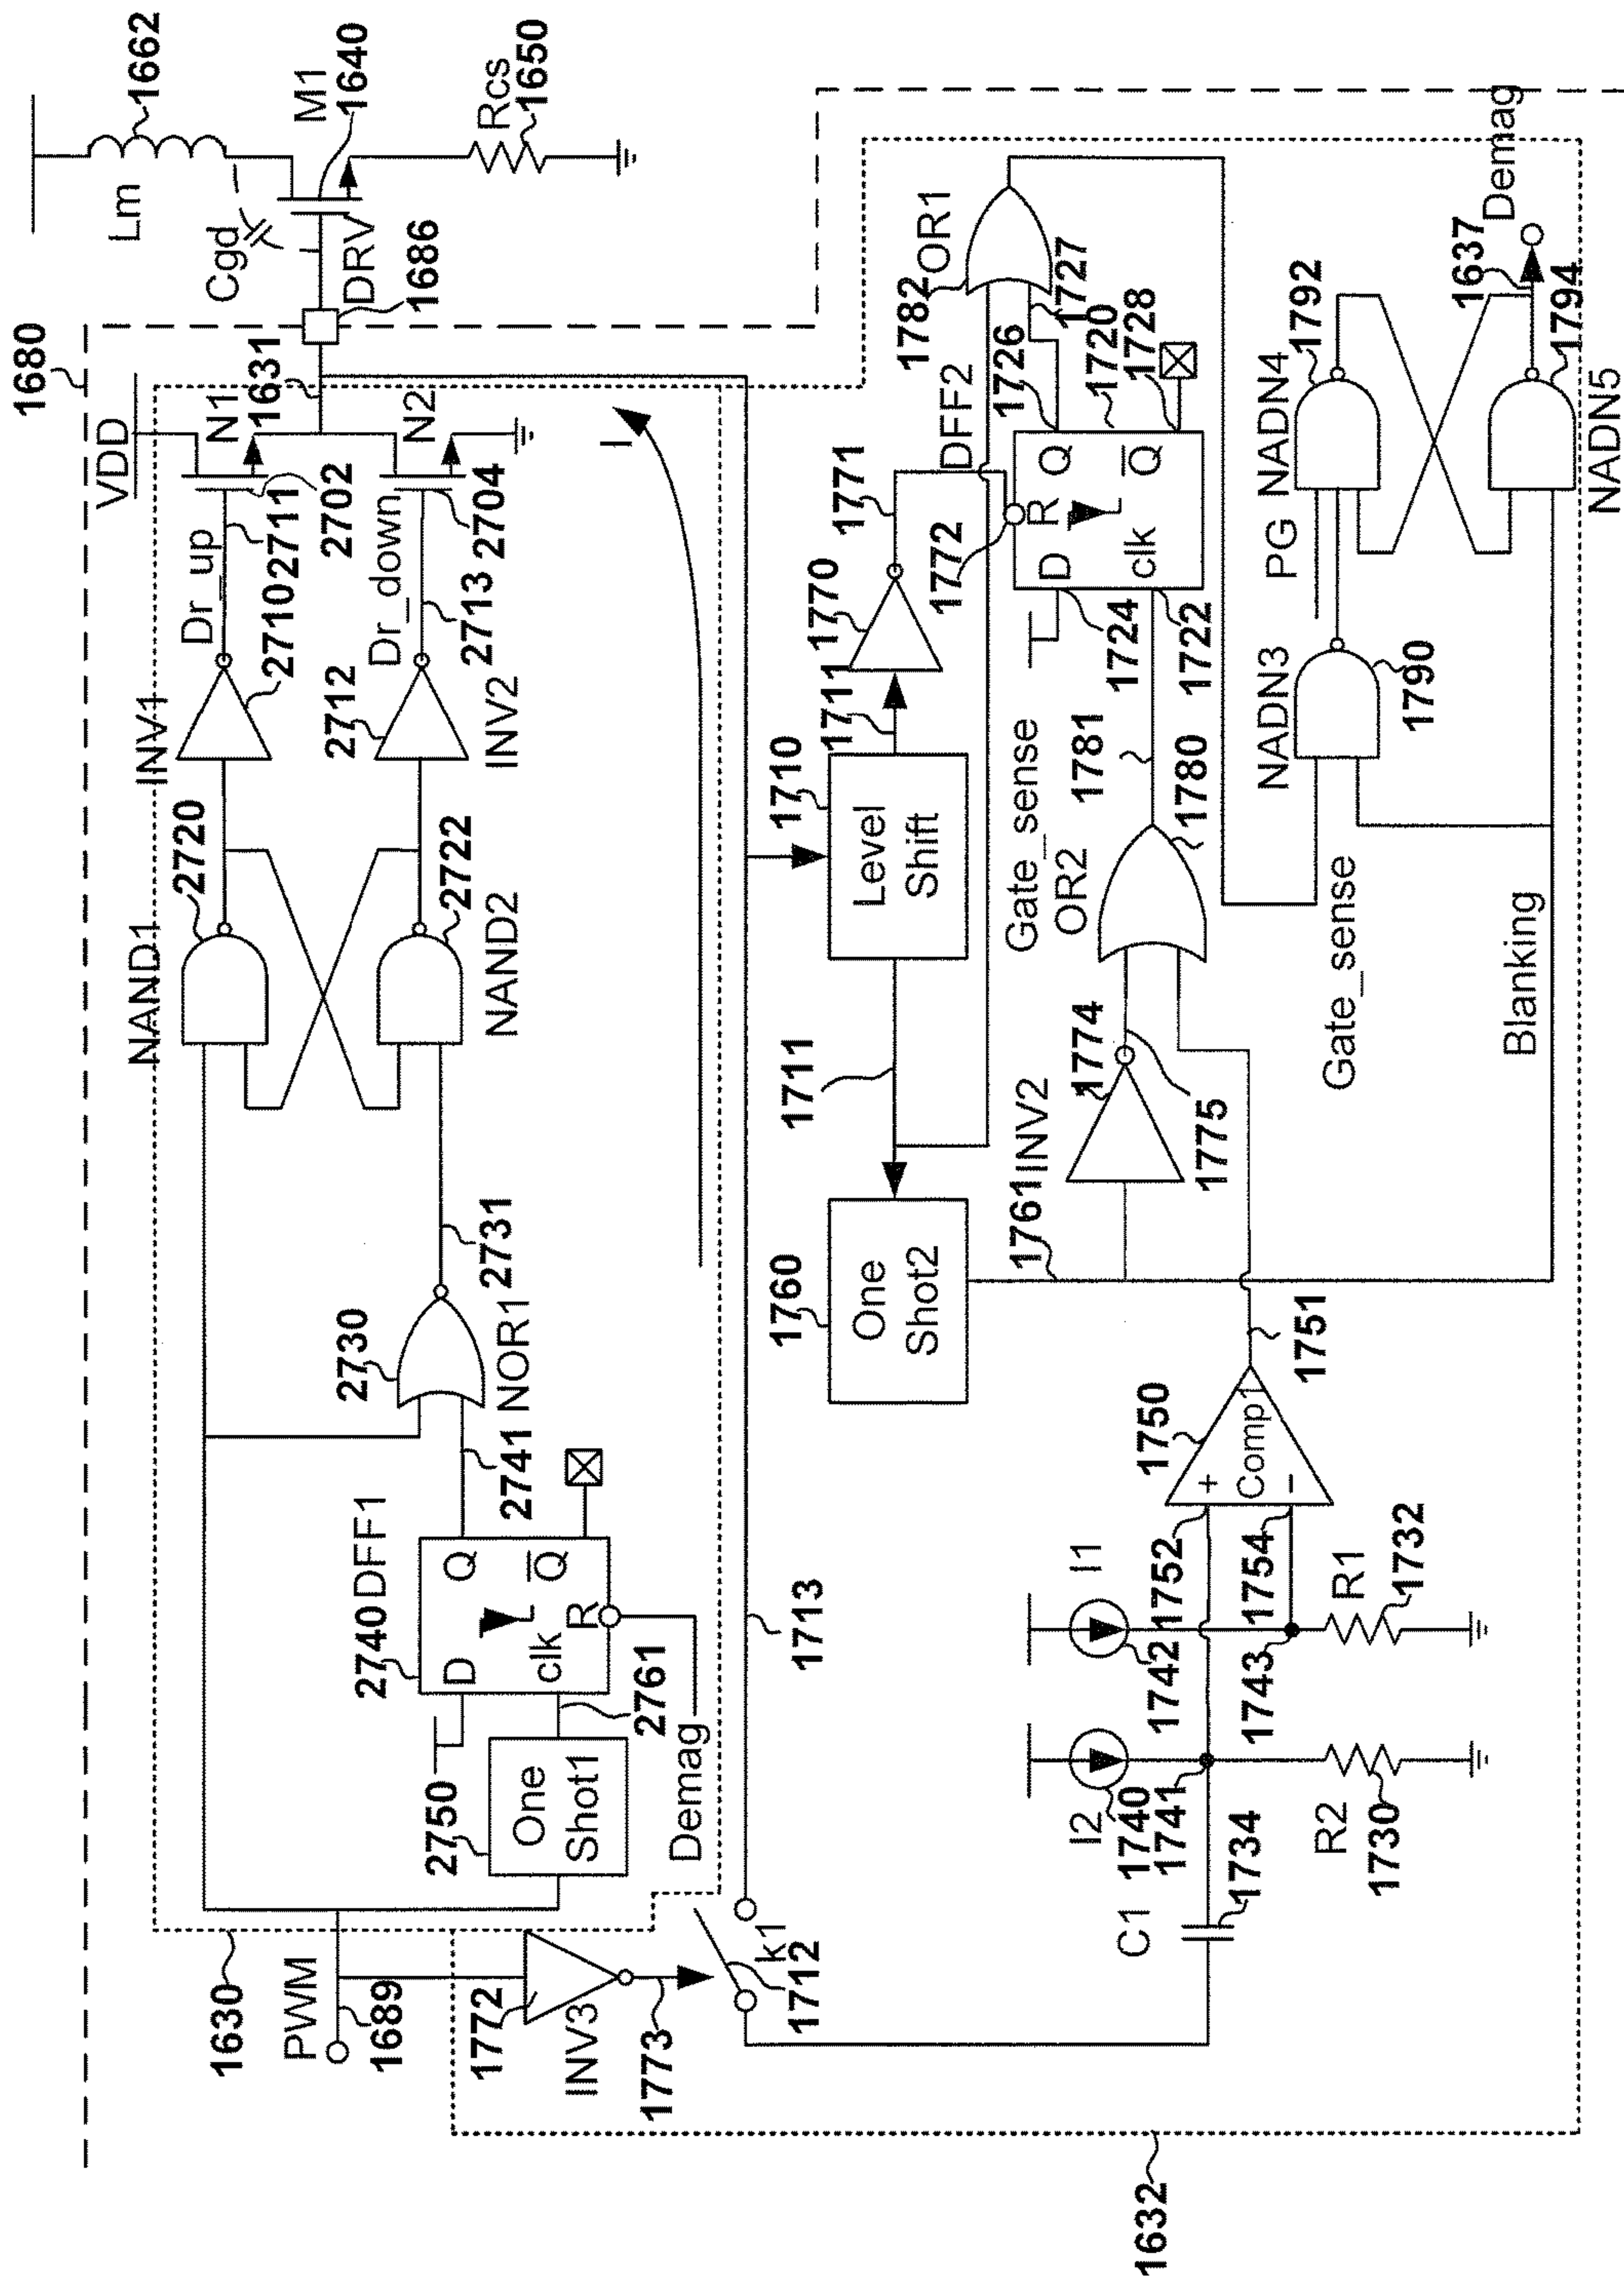 1680
VDD
1662
Lm
M1
1640
Cgd
DRV
1686
Rcs
1650
1631
N1
2702
N2
2704
Dr_up
2711
2710
INV1
Dr_down
2713
2712
INV2
2720
NAND1
2722
NAND2
2731
2730
NOR1
2741
2740
DFF1
D
Q
Q
clk
R
2761
2750
One
Shot1
Demag
1630
PWM
1689
1772
INV3
1773
k1
1712
1713
I
1710
Level
Shift
1711
1711
1770
1771
1772
DFF2
1782
OR1
1727
1726
1720
1728
D
R
Q
clk
Q
1724
1722
Gate_sense
OR2
1781
1780
1774
1775
INV2
1761
1760
One
Shot2
1750
Comp1
+
−
1751
1752
1754
I1
1742
1743
R1
1732
I2
1740
1741
R2
1730
C1
1734
Gate_sense
Blanking
NADN3
1790
PG
NADN4
1792
1637
Demag
1794
NADN5
1632